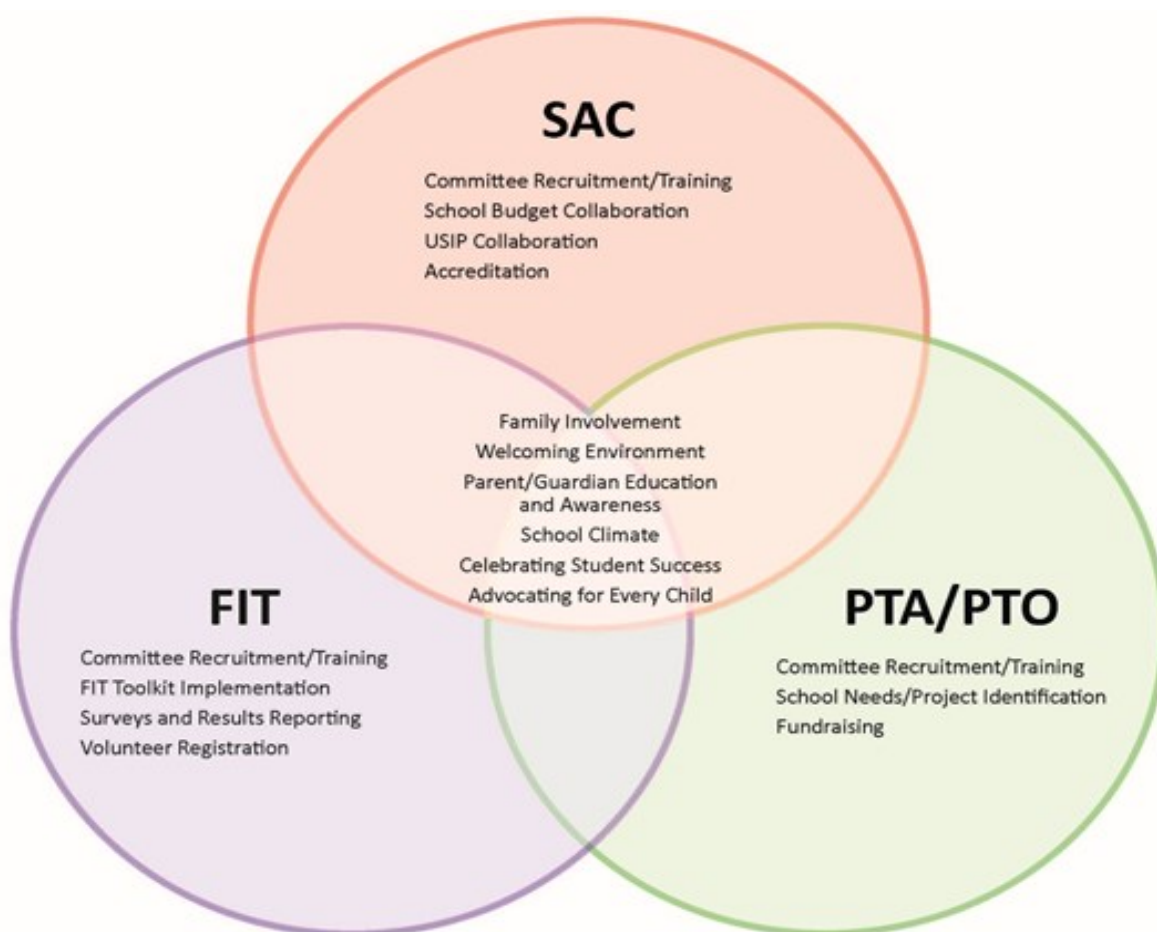 SAC
Committee Recruitment/Training
School Budget Collaboration
USIP Collaboration
Accreditation
Family Involvement
Welcoming Environment
Parent/Guardian Education
and Awareness
School Climate
Celebrating Student Success
Advocating for Every Child
FIT
Committee Recruitment/Training
FIT Toolkit Implementation
Surveys and Results Reporting
Volunteer Registration
PTA/PTO
Committee Recruitment/Training
School Needs/Project Identification
Fundraising